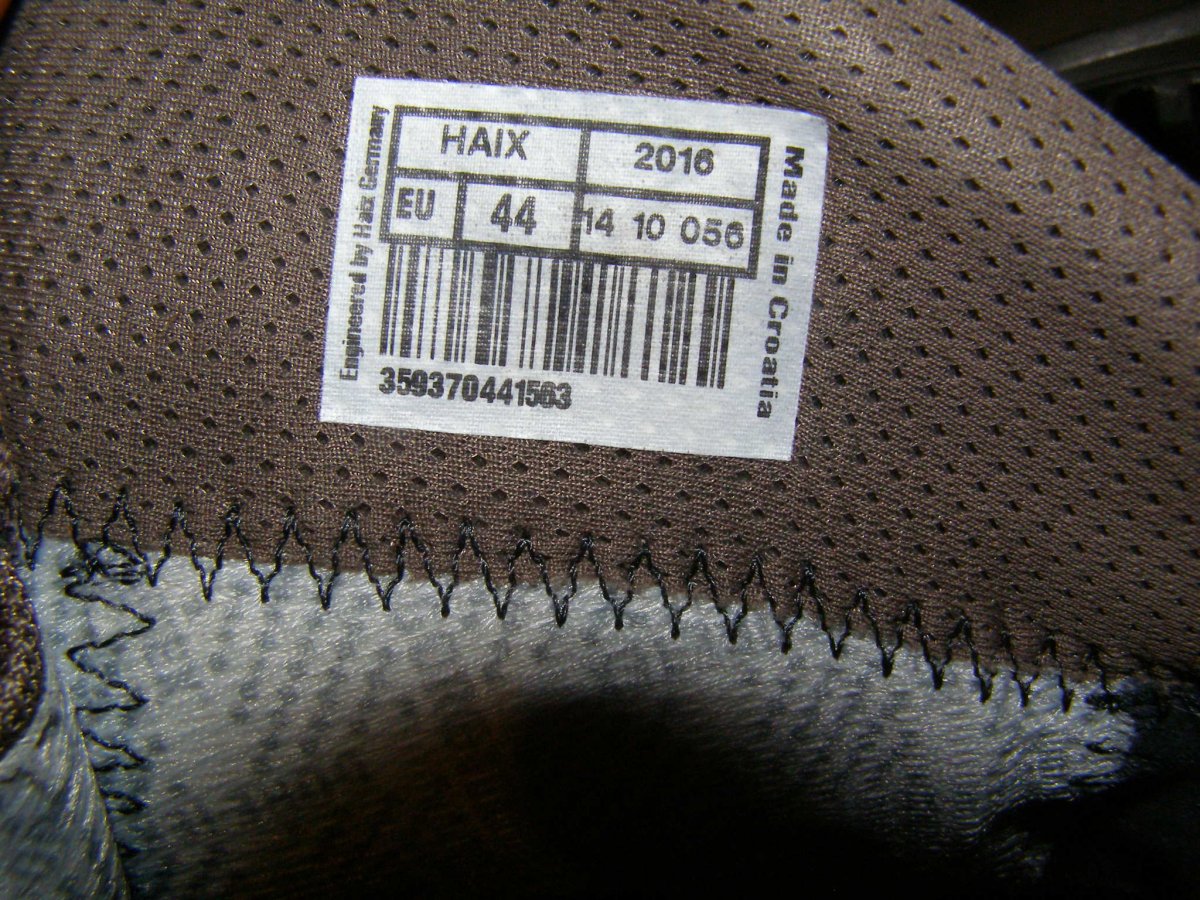 Engineered by Haix Germany
HAIX
2016
EU
44
14 10 056
359370441563
Made in Croatia